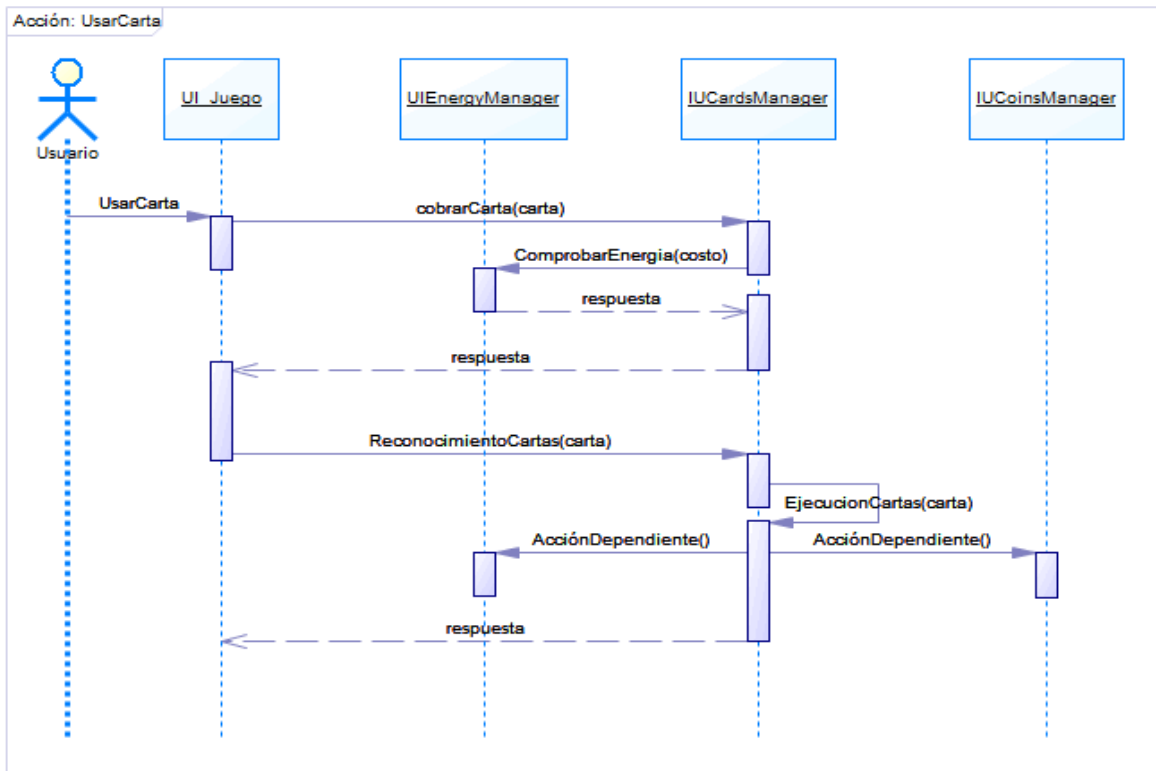 Acción: UsarCarta
Usuario
UI_Juego
UIEnergyManager
IUCardsManager
IUCoinsManager
UsarCarta
cobrarCarta(carta)
ComprobarEnergia(costo)
respuesta
respuesta
ReconocimientoCartas(carta)
EjecucionCartas(carta)
AcciónDependiente()
AcciónDependiente()
respuesta